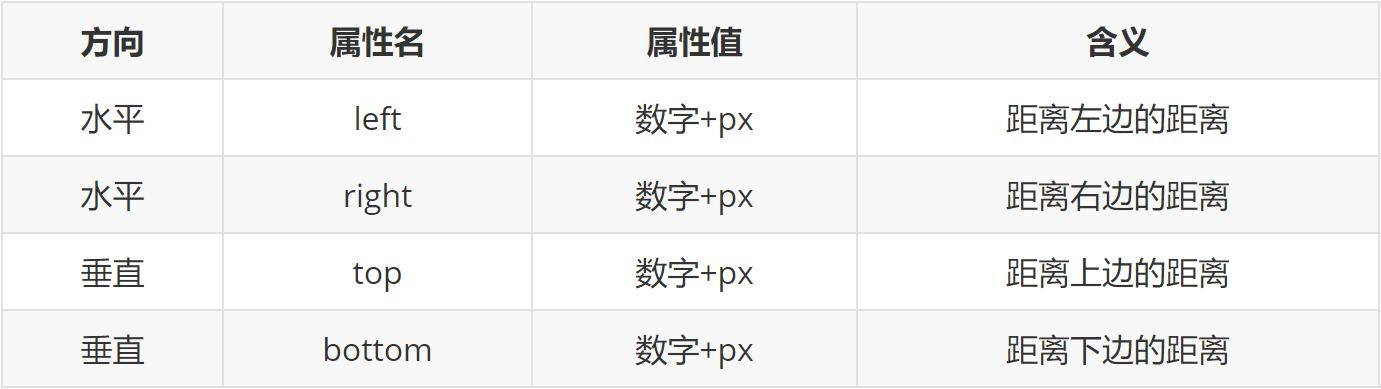 方向 属性名 属性值 含义
水平 left 数字+px 距离左边的距离
水平 right 数字+px 距离右边的距离
垂直 top 数字+px 距离上边的距离
垂直 bottom 数字+px 距离下边的距离